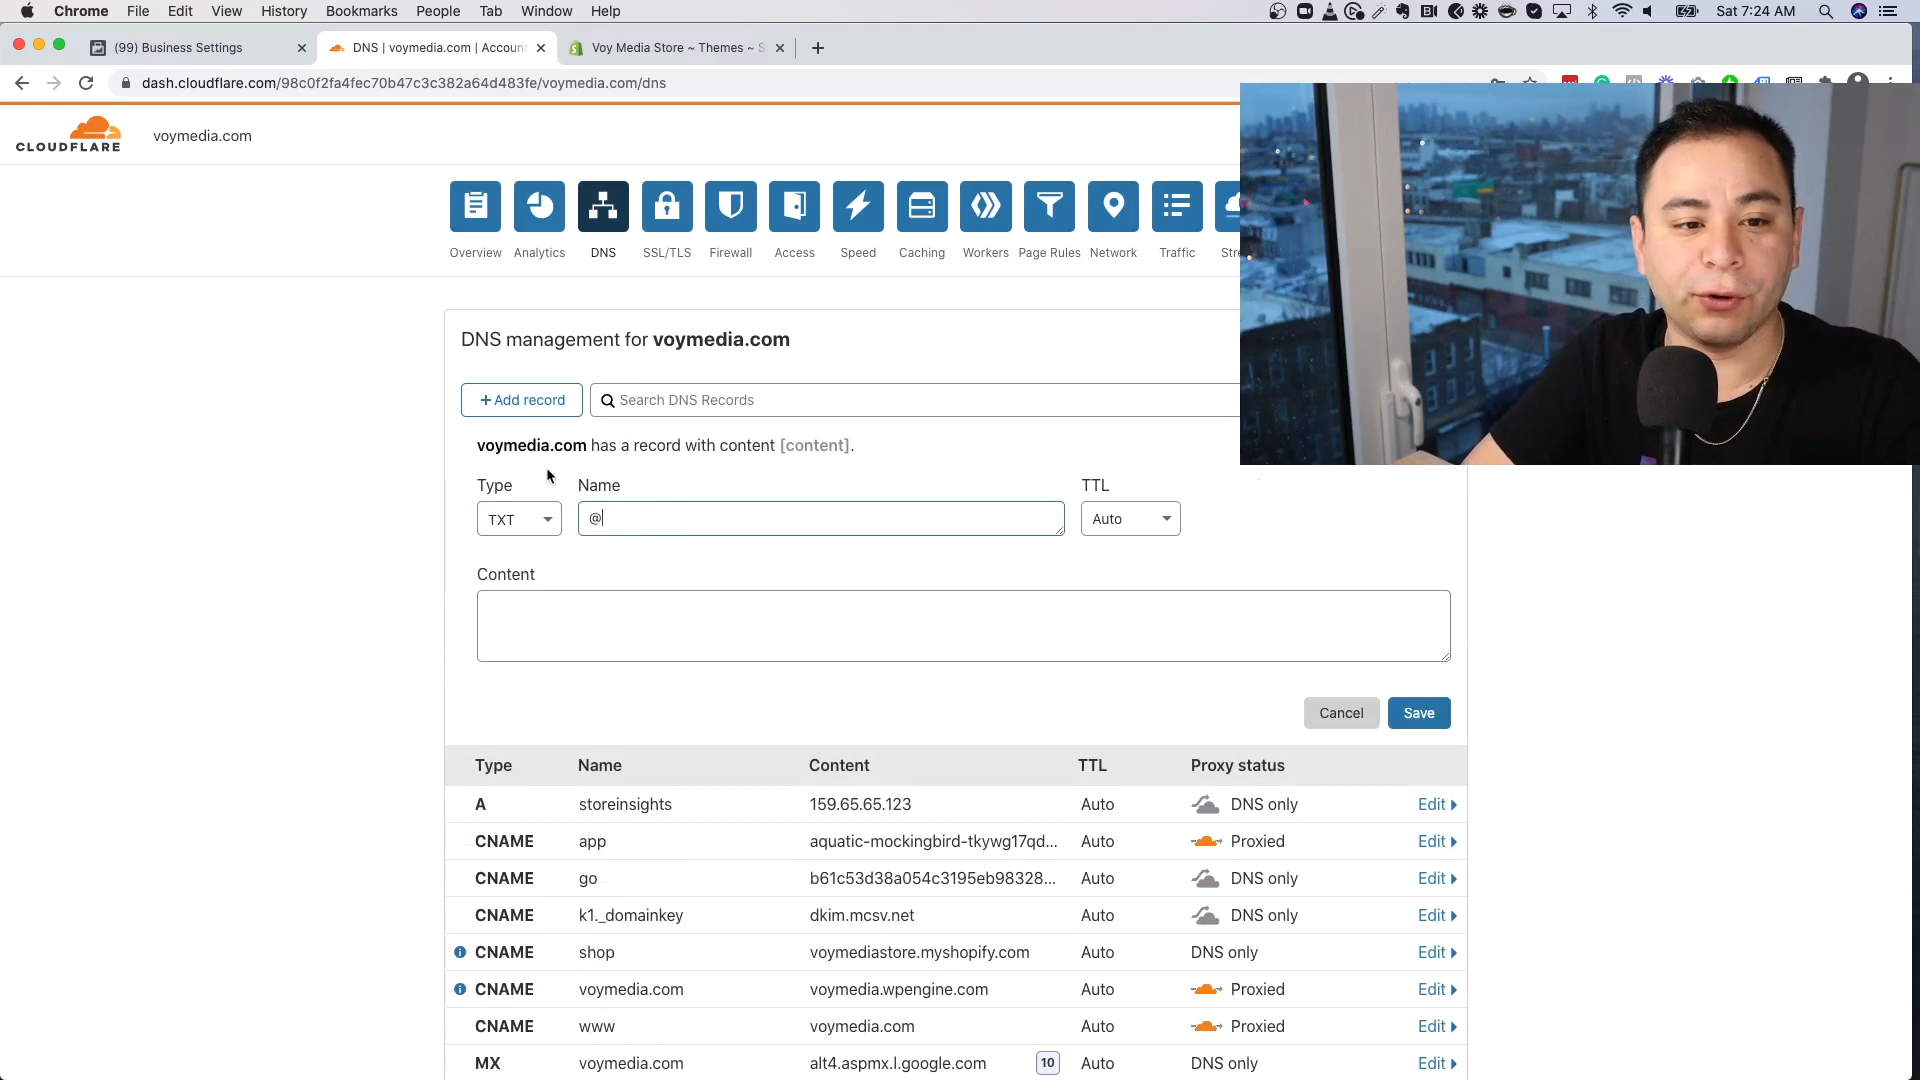 Chrome File Edit View History Bookmarks People Tab Window Help
Sat 7:24 AM
(99) Business Settings
DNS | voymedia.com | Accoun
Voy Media Store ~ Themes ~ S
dash.cloudflare.com/98c0f2fa4fec70b47c3c382a64d483fe/voymedia.com/dns
CLOUDFLARE
voymedia.com
Overview Analytics DNS SSL/TLS Firewall Access Speed Caching Workers Page Rules Network Traffic Stre
DNS management for voymedia.com
+ Add record
Search DNS Records
voymedia.com has a record with content [content].
Type Name TTL
TXT @ Auto
Content
Cancel Save
Type Name Content TTL Proxy status
A storeinsights 159.65.65.123 Auto DNS only Edit
CNAME app aquatic-mockingbird-tkywg17qd... Auto Proxied Edit
CNAME go b61c53d38a054c3195eb98328... Auto DNS only Edit
CNAME k1._domainkey dkim.mcsv.net Auto DNS only Edit
CNAME shop voymediastore.myshopify.com Auto DNS only Edit
CNAME voymedia.com voymedia.wpengine.com Auto Proxied Edit
CNAME www voymedia.com Auto Proxied Edit
MX voymedia.com alt4.aspmx.l.google.com 10 Auto DNS only Edit